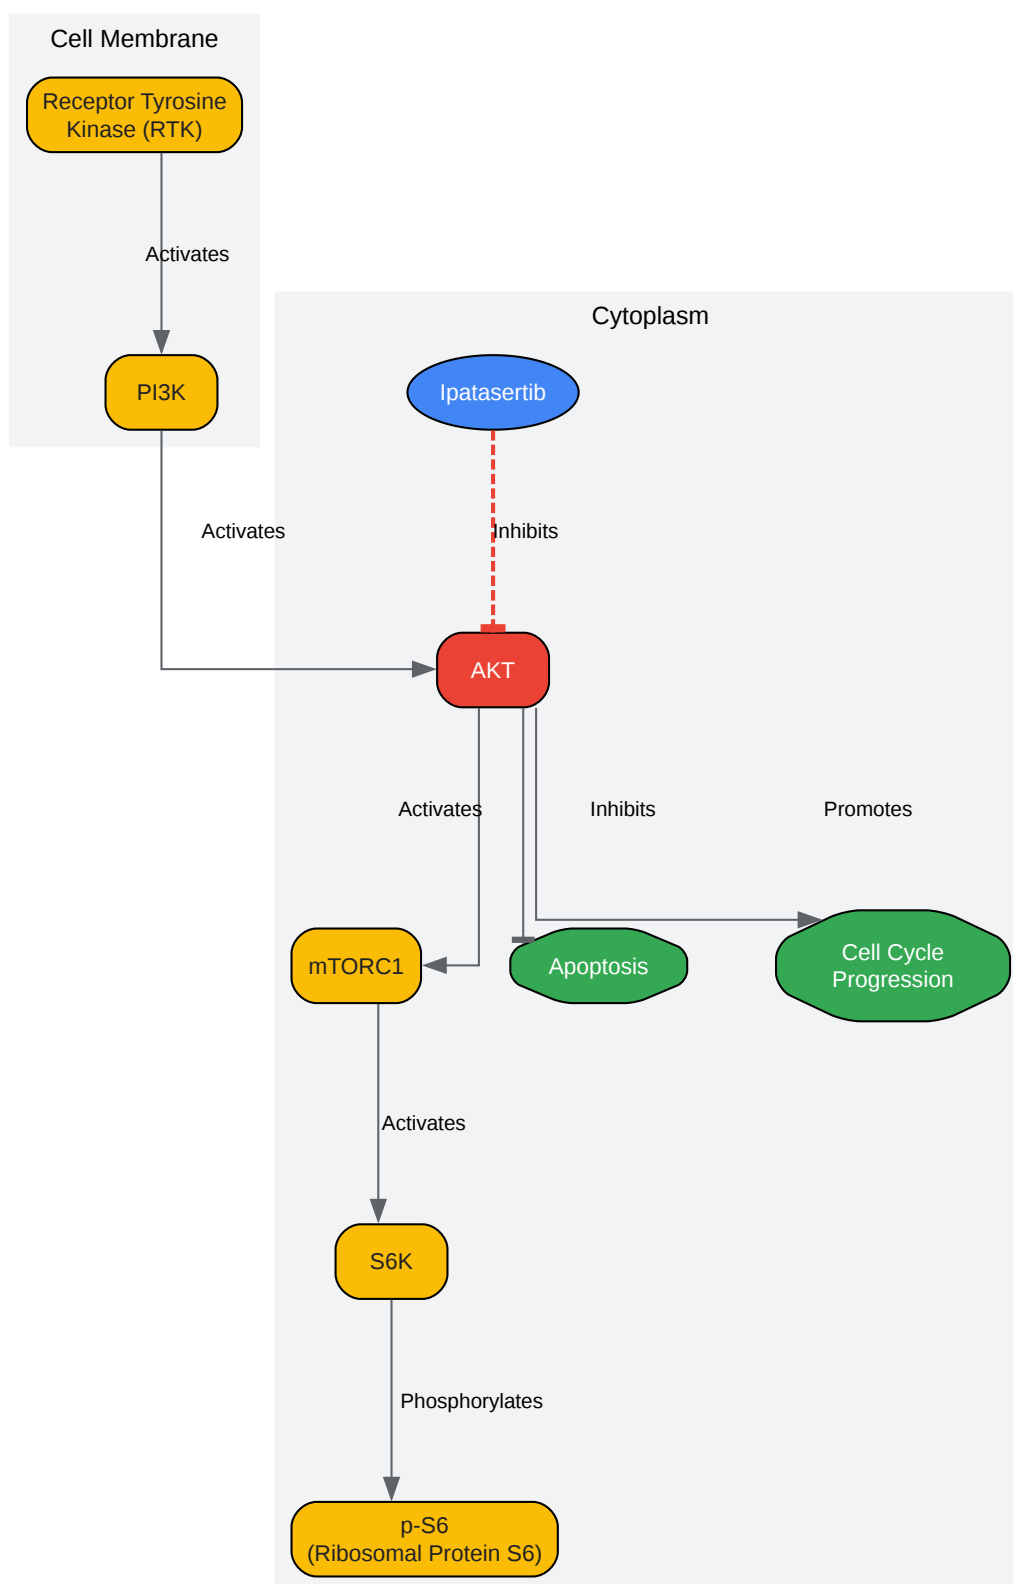 Cell Membrane
Receptor Tyrosine
Kinase (RTK)
Activates
Cytoplasm
PI3K
Ipatasertib
Activates
Inhibits
AKT
Activates
Inhibits
Promotes
mTORC1
Apoptosis
Cell Cycle
Progression
Activates
S6K
Phosphorylates
p-S6
(Ribosomal Protein S6)